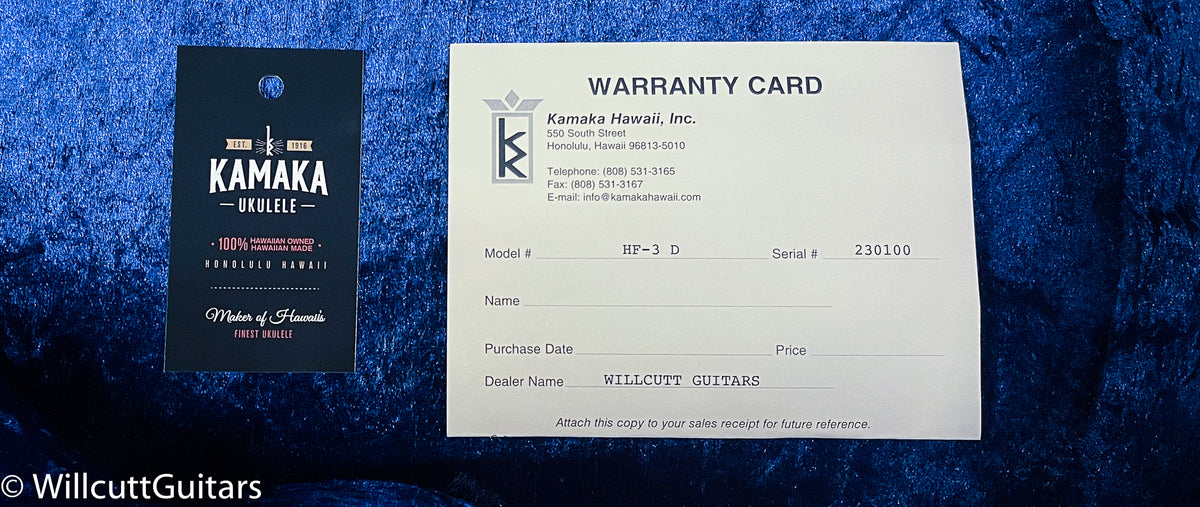 EST. 1916
KAMAKA
UKULELE
100% HAWAIIAN OWNED
HAWAIIAN MADE
HONOLULU HAWAII
Maker of Hawaii's
FINEST UKULELE
WARRANTY CARD
Kamaka Hawaii, Inc.
550 South Street
Honolulu, Hawaii 96813-5010
Telephone: (808) 531-3165
Fax: (808) 531-3167
E-mail: info@kamakahawaii.com
Model # HF-3 D Serial # 230100
Name
Purchase Date Price
Dealer Name WILLCUTT GUITARS
Attach this copy to your sales receipt for future reference.
© WillcuttGuitars